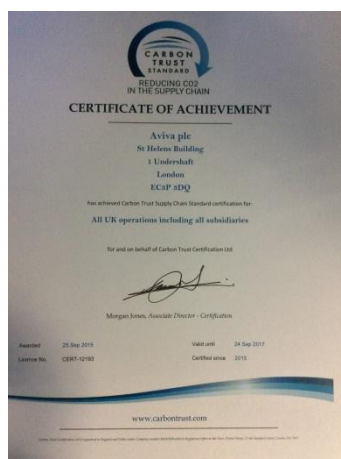 CARBON
TRUST
STANDARD
REDUCING CO2
IN THE SUPPLY CHAIN
CERTIFICATE OF ACHIEVEMENT
Aviva plc
St Helens Building
1 Undershaft
London
EC3P 3DQ
has achieved Carbon Trust Supply Chain Standard certification for:
All UK operations including all subsidiaries
for and on behalf of Carbon Trust Certification Ltd
Morgan Jones, Associate Director - Certification
Awarded 25 Sep 2015 Valid until 24 Sep 2017
Licence No. CERT-12193 Certified since 2015
www.carbontrust.com